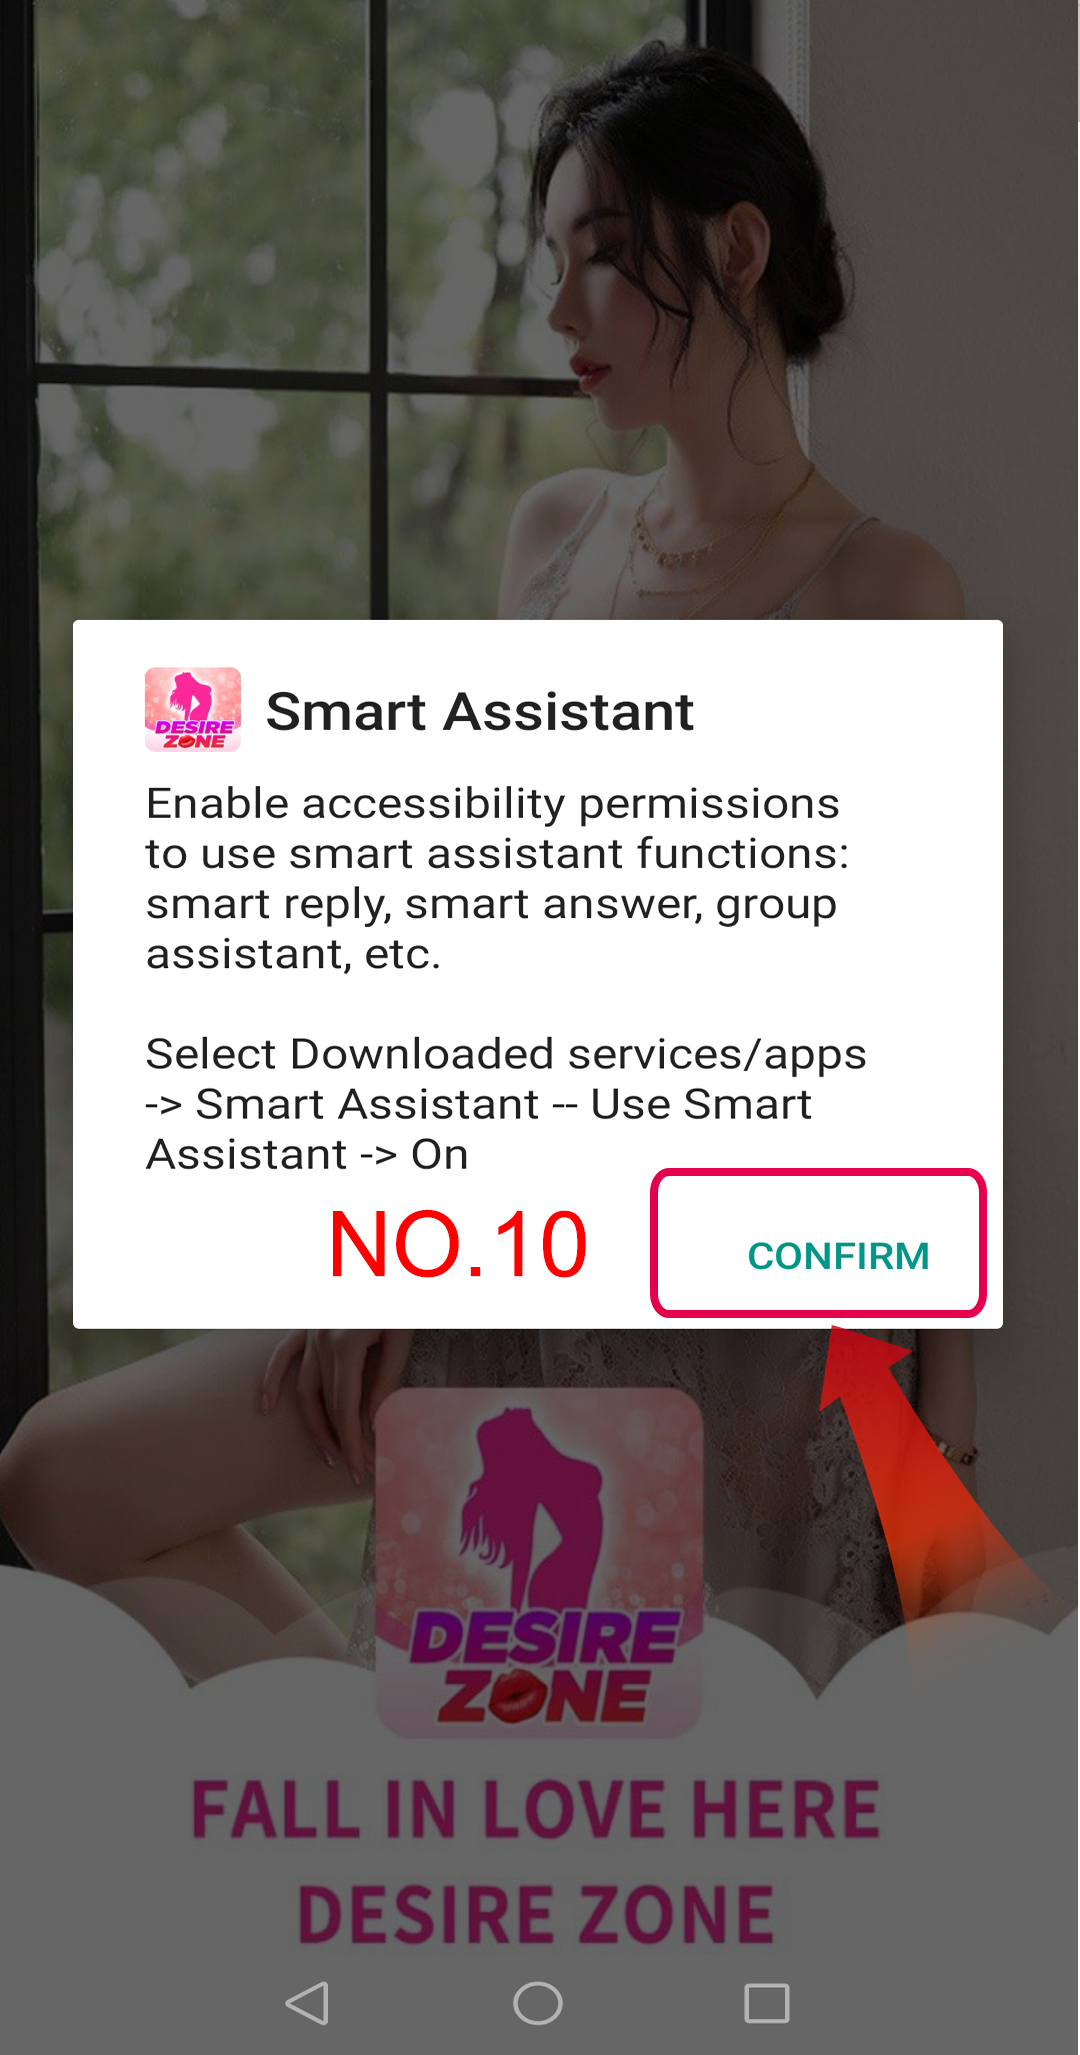 DESIRE
ZONE
Smart Assistant
Enable accessibility permissions
to use smart assistant functions:
smart reply, smart answer, group
assistant, etc.
Select Downloaded services/apps
-> Smart Assistant -- Use Smart
Assistant -> On
NO.10
CONFIRM
DESIRE
ZONE
FALL IN LOVE HERE
DESIRE ZONE